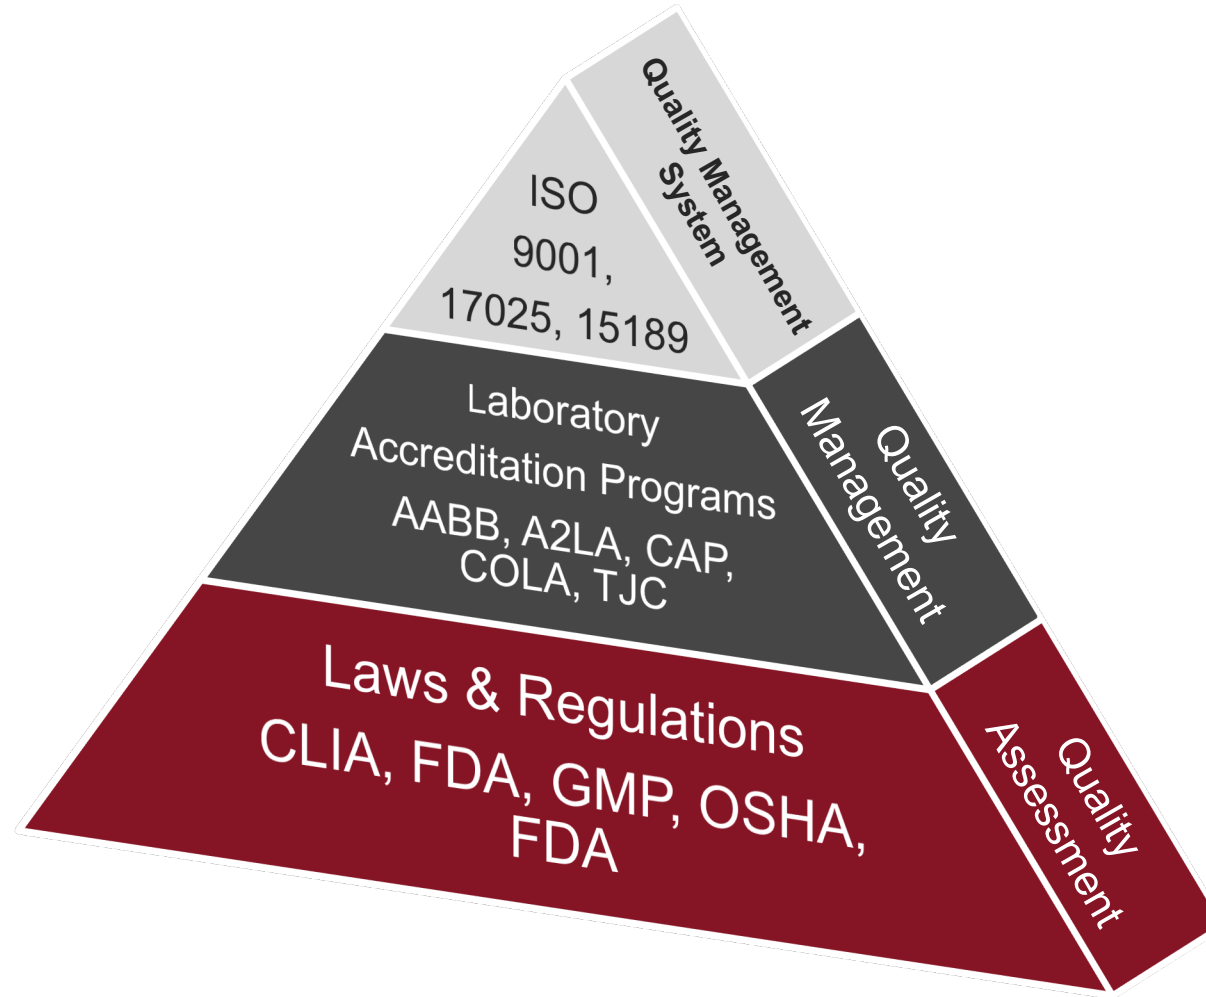 Quality Management
System
ISO
9001,
17025, 15189
Laboratory
Accreditation Programs
AABB, A2LA, CAP,
COLA, TJC
Quality
Management
Laws & Regulations
CLIA, FDA, GMP, OSHA,
FDA
Quality
Assessment